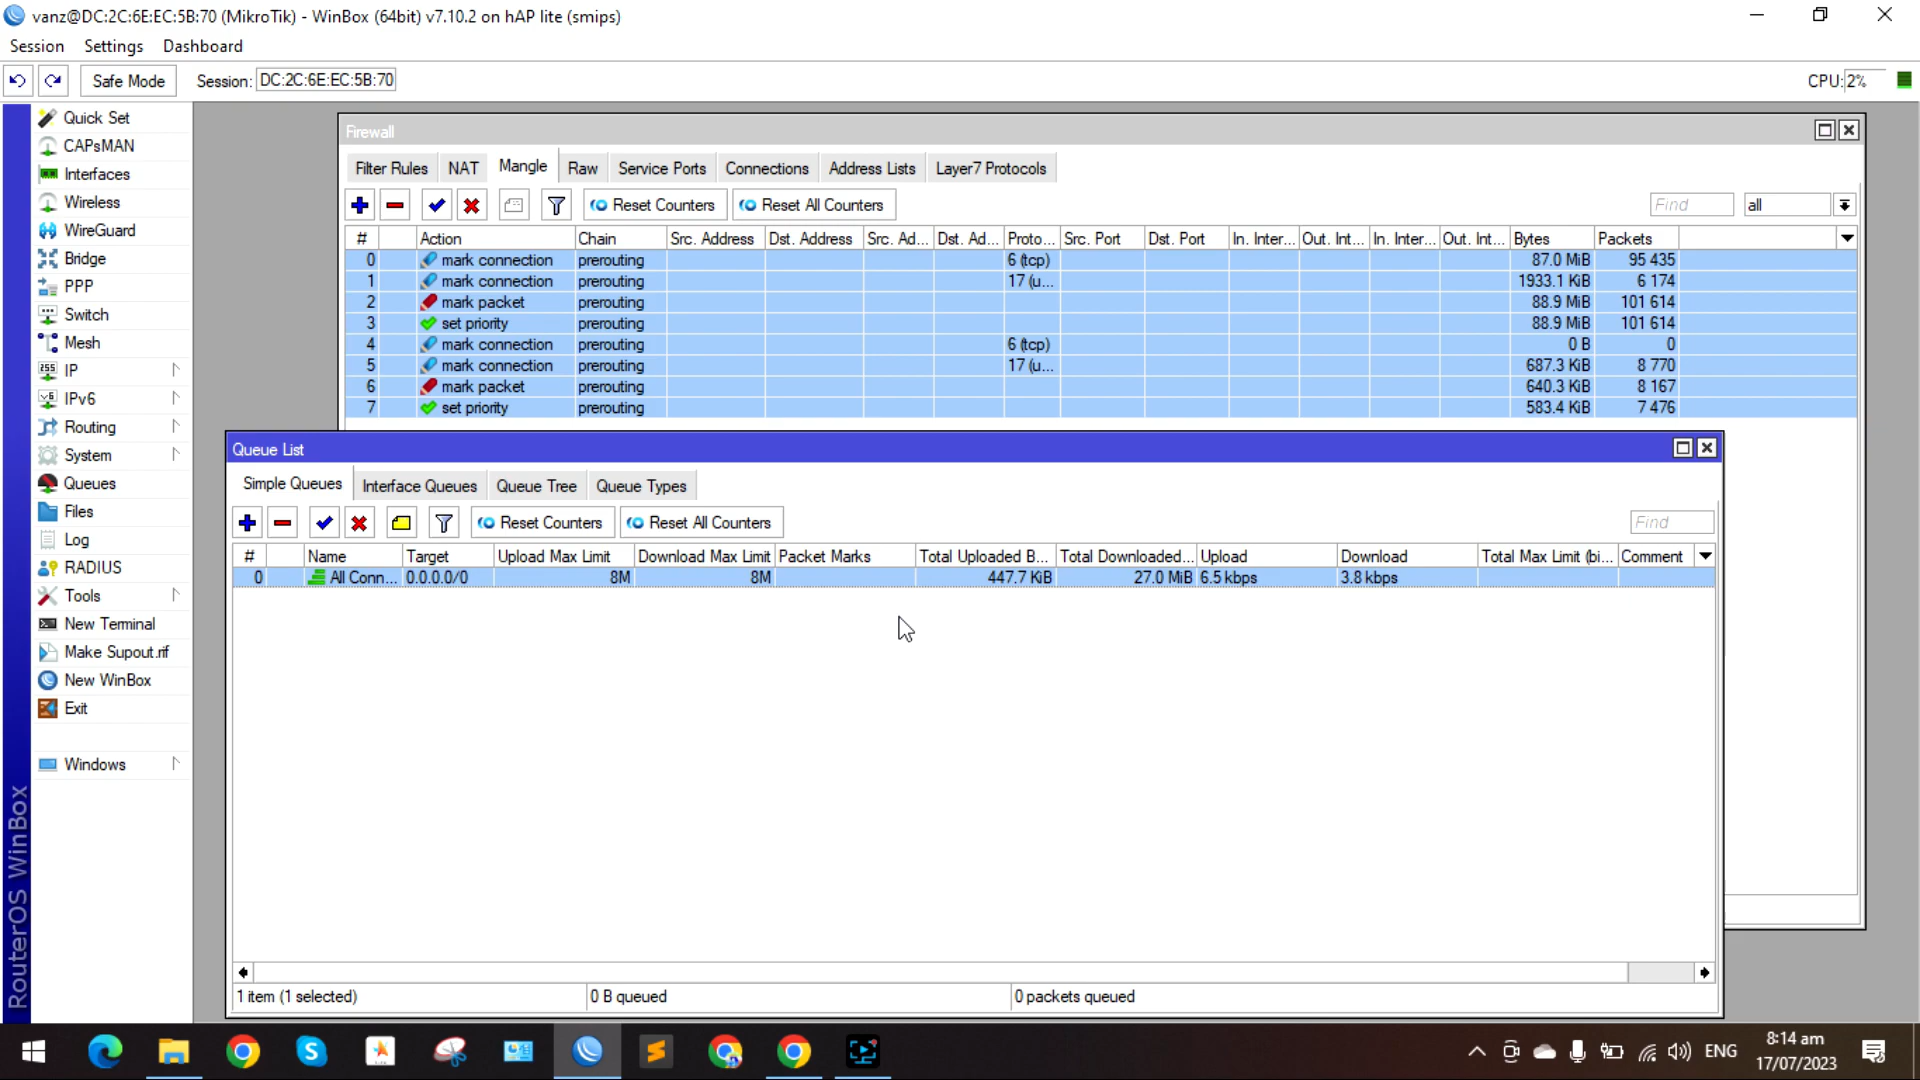 vanz@DC:2C:6E:EC:5B:70 (MikroTik) - WinBox (64bit) v7.10.2 on hAP lite (smips)
Session Settings Dashboard
Safe Mode Session: DC:2C:6E:EC:5B:70 CPU: 2%
Quick Set
CAPsMAN
Interfaces
Wireless
WireGuard
Bridge
PPP
Switch
Mesh
IP
IPv6
Routing
System
Queues
Files
Log
RADIUS
Tools
New Terminal
Make Supout.rif
New WinBox
Exit
Windows
RouterOS WinBox
Firewall
Filter Rules NAT Mangle Raw Service Ports Connections Address Lists Layer7 Protocols
Reset Counters Reset All Counters Find all
# Action Chain Src. Address Dst. Address Src. Ad... Dst. Ad... Proto... Src. Port Dst. Port In. Inter... Out. Int... In. Inter... Out. Int... Bytes Packets
0 mark connection prerouting 6 (tcp) 87.0 MiB 95 435
1 mark connection prerouting 17 (u... 1933.1 KiB 6 174
2 mark packet prerouting 88.9 MiB 101 614
3 set priority prerouting 88.9 MiB 101 614
4 mark connection prerouting 6 (tcp) 0 B 0
5 mark connection prerouting 17 (u... 687.3 KiB 8 770
6 mark packet prerouting 640.3 KiB 8 167
7 set priority prerouting 583.4 KiB 7 476
Queue List
Simple Queues Interface Queues Queue Tree Queue Types
Reset Counters Reset All Counters Find
# Name Target Upload Max Limit Download Max Limit Packet Marks Total Uploaded B... Total Downloaded... Upload Download Total Max Limit (bi... Comment
0 All Conn... 0.0.0.0/0 8M 8M 447.7 KiB 27.0 MiB 6.5 kbps 3.8 kbps
1 item (1 selected) 0 B queued 0 packets queued
ENG
8:14 am
17/07/2023